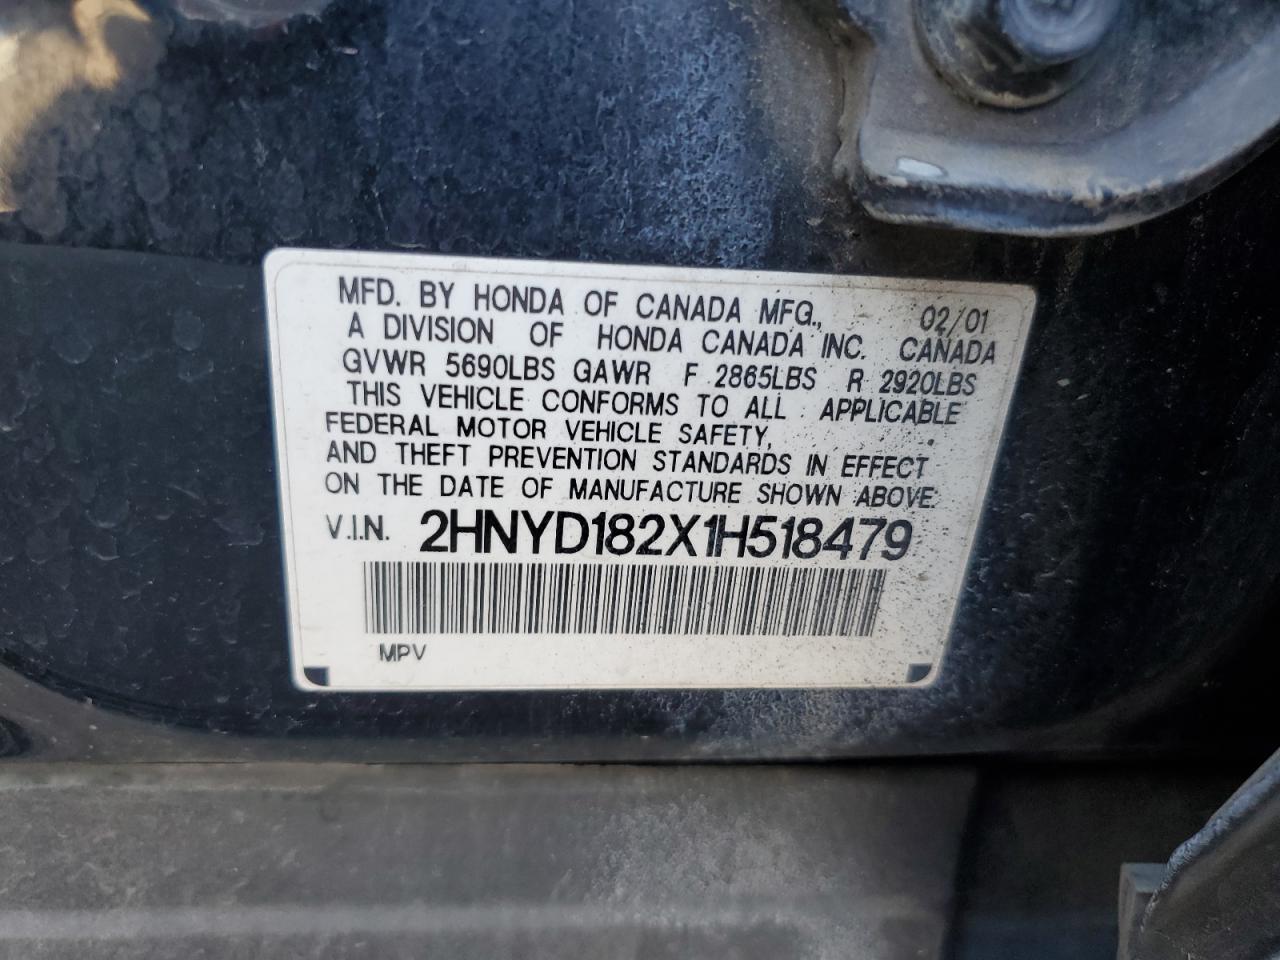 MFD. BY HONDA OF CANADA MFG., 02/01
A DIVISION OF HONDA CANADA INC. CANADA
GVWR 5690LBS GAWR F 2865LBS R 2920LBS
THIS VEHICLE CONFORMS TO ALL APPLICABLE
FEDERAL MOTOR VEHICLE SAFETY,
AND THEFT PREVENTION STANDARDS IN EFFECT
ON THE DATE OF MANUFACTURE SHOWN ABOVE.
V.I.N. 2HNYD182X1H518479
MPV